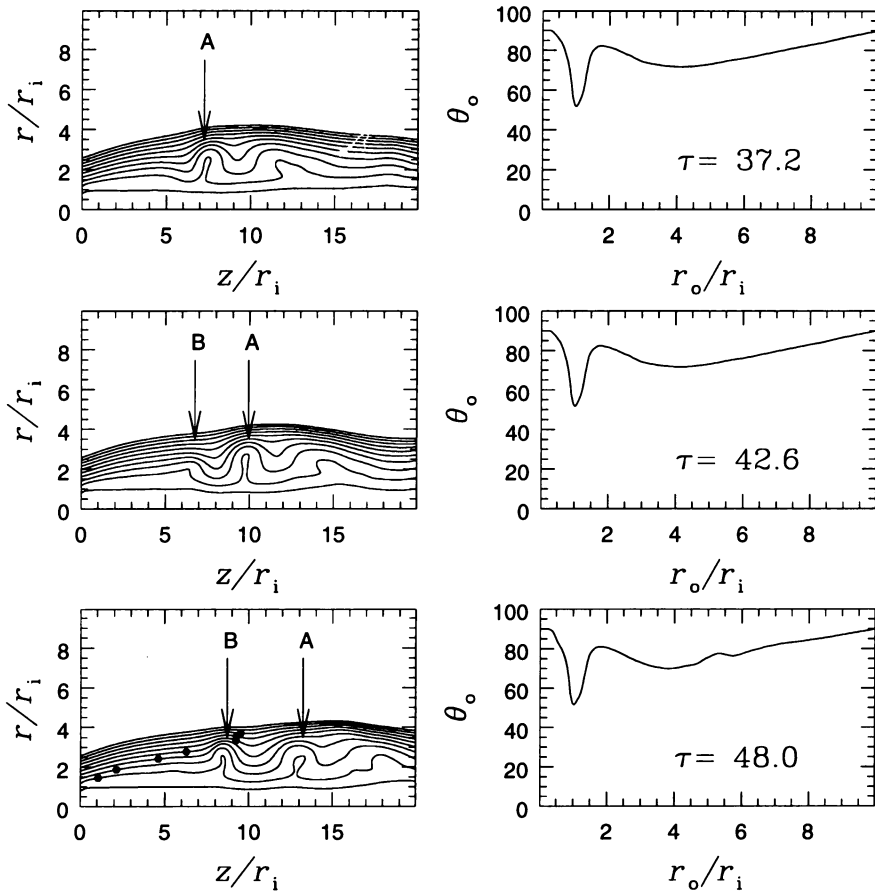 A
r/r_i
0 2 4 6 8
0 5 10 15
z/r_i
θ_o
0 20 40 60 80 100
τ= 37.2
2 4 6 8
r_o/r_i
B A
r/r_i
0 2 4 6 8
0 5 10 15
z/r_i
θ_o
0 20 40 60 80 100
τ= 42.6
2 4 6 8
r_o/r_i
B A
r/r_i
0 2 4 6 8
0 5 10 15
z/r_i
θ_o
0 20 40 60 80 100
τ= 48.0
2 4 6 8
r_o/r_i